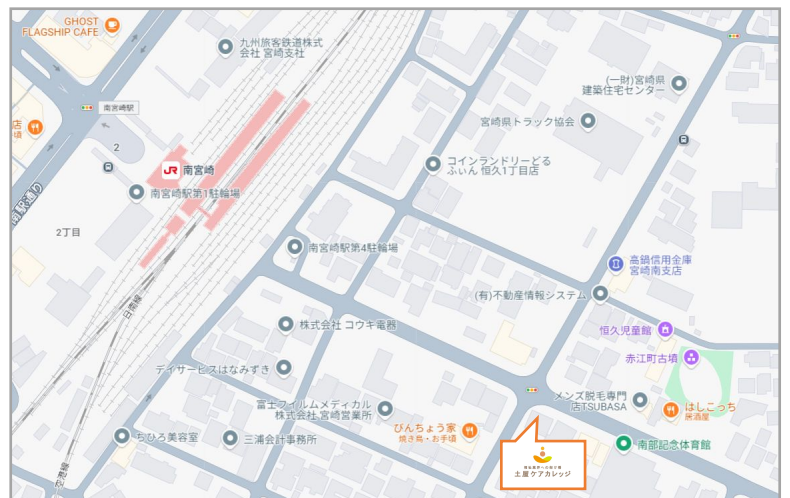 GHOST
FLAGSHIP CAFE
九州旅客鉄道株式
会社 宮崎支社
南宮崎駅
店
頃
2
JR 南宮崎
南宮崎駅第1駐輪場
2丁目
(一財)宮崎県
建築住宅センター
宮崎県トラック協会
コインランドリーどる
ふぃん 恒久1丁目店
南宮崎駅第4駐輪場
高鍋信用金庫
宮崎南支店
(有)不動産情報システム
日南線
株式会社 コウキ電器
恒久児童館
赤江町古墳
デイサービスはなみずき
メンズ脱毛専門
店TSUBASA
富士フイルムメディカル
株式会社 宮崎営業所
はしこっち
居酒屋
びんちょう家
焼き鳥・お手頃
ちひろ美容室
三浦会計事務所
南部記念体育館
空港線
土屋ケアカレッジ